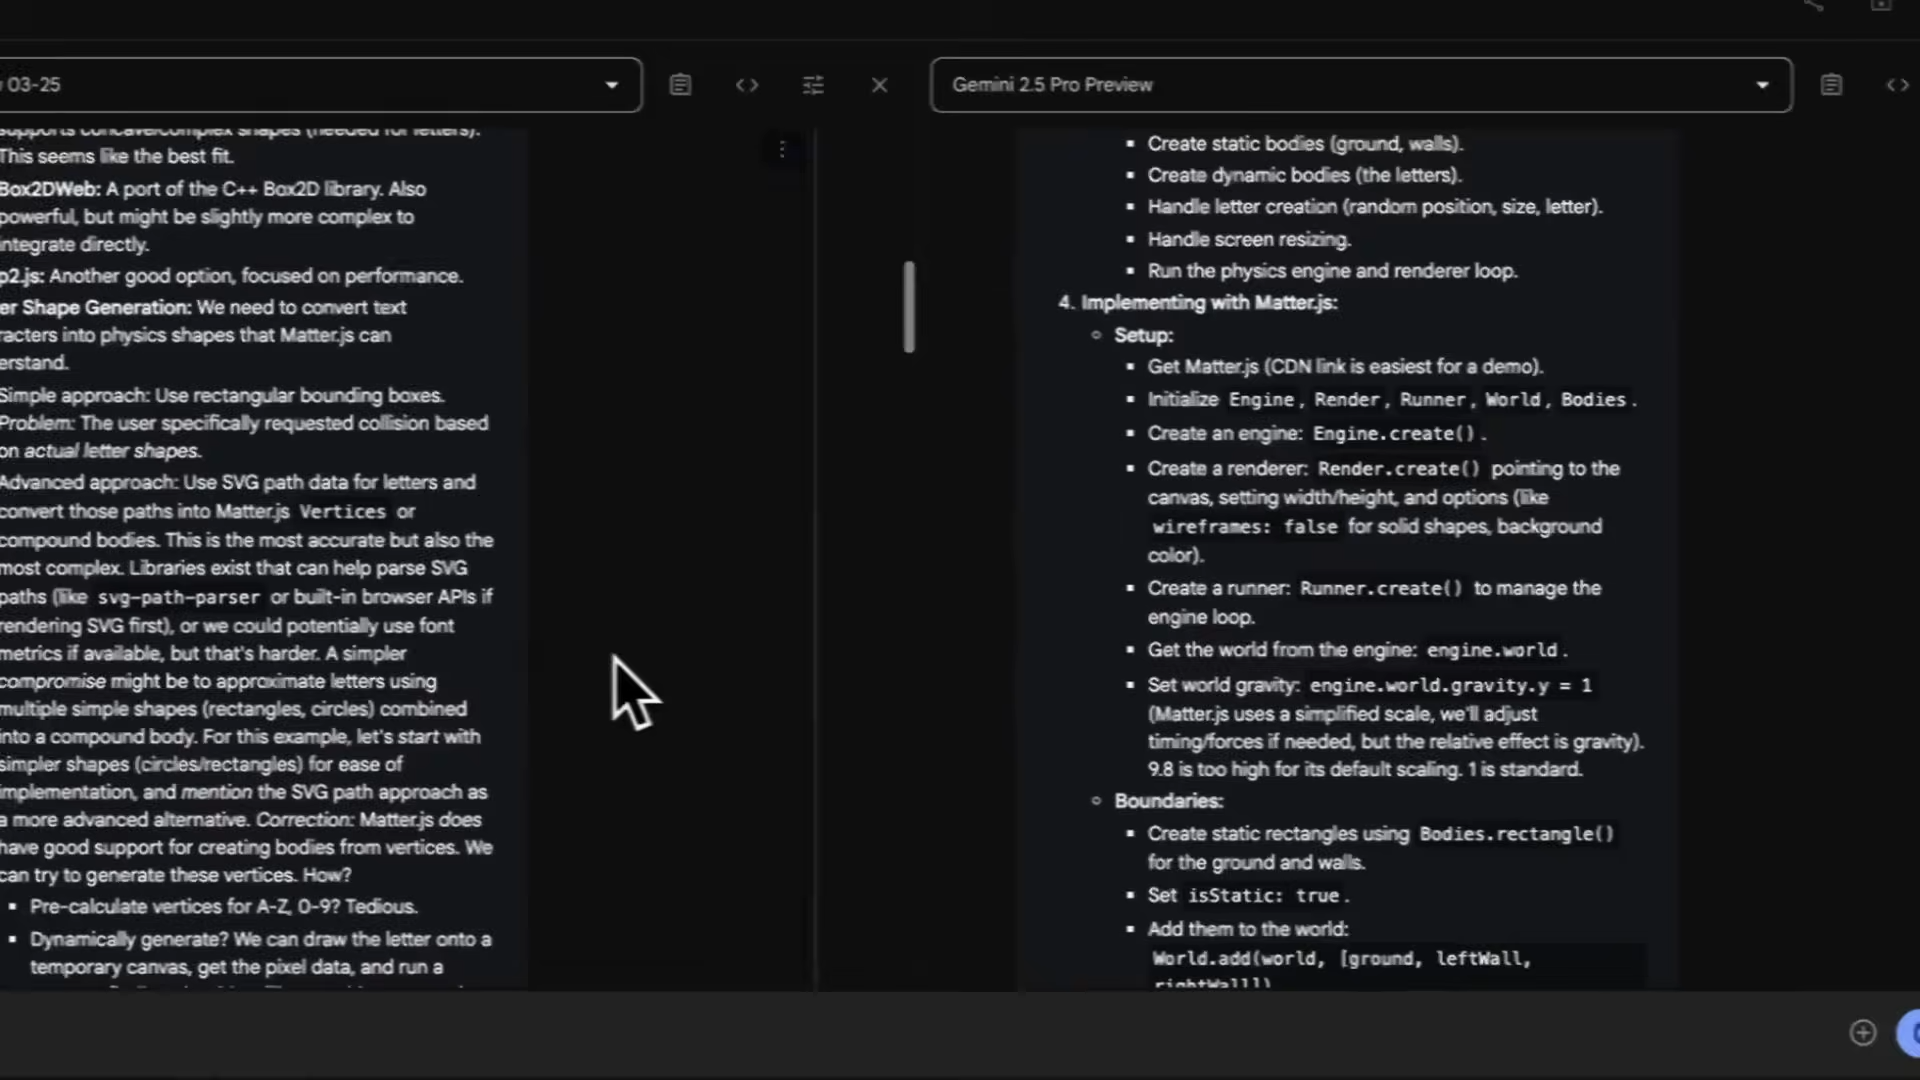 03-25
supports concave/complex shapes (needed for letters).
This seems like the best fit.
Box2DWeb: A port of the C++ Box2D library. Also
powerful, but might be slightly more complex to
integrate directly.
p2.js: Another good option, focused on performance.
er Shape Generation: We need to convert text
racters into physics shapes that Matter.js can
erstand.
Simple approach: Use rectangular bounding boxes.
Problem: The user specifically requested collision based
on actual letter shapes.
Advanced approach: Use SVG path data for letters and
convert those paths into Matter.js Vertices or
compound bodies. This is the most accurate but also the
most complex. Libraries exist that can help parse SVG
paths (like svg-path-parser or built-in browser APIs if
rendering SVG first), or we could potentially use font
metrics if available, but that's harder. A simpler
compromise might be to approximate letters using
multiple simple shapes (rectangles, circles) combined
into a compound body. For this example, let's start with
simpler shapes (circles/rectangles) for ease of
implementation, and mention the SVG path approach as
a more advanced alternative. Correction: Matter.js does
have good support for creating bodies from vertices. We
can try to generate these vertices. How?
▪ Pre-calculate vertices for A-Z, 0-9? Tedious.
▪ Dynamically generate? We can draw the letter onto a
temporary canvas, get the pixel data, and run a
Gemini 2.5 Pro Preview
▪ Create static bodies (ground, walls).
▪ Create dynamic bodies (the letters).
▪ Handle letter creation (random position, size, letter).
▪ Handle screen resizing.
▪ Run the physics engine and renderer loop.
4. Implementing with Matter.js:
○ Setup:
▪ Get Matter.js (CDN link is easiest for a demo).
▪ Initialize Engine, Render, Runner, World, Bodies.
▪ Create an engine: Engine.create().
▪ Create a renderer: Render.create() pointing to the
canvas, setting width/height, and options (like
wireframes: false for solid shapes, background
color).
▪ Create a runner: Runner.create() to manage the
engine loop.
▪ Get the world from the engine: engine.world.
▪ Set world gravity: engine.world.gravity.y = 1
(Matter.js uses a simplified scale, we'll adjust
timing/forces if needed, but the relative effect is gravity).
9.8 is too high for its default scaling. 1 is standard.
○ Boundaries:
▪ Create static rectangles using Bodies.rectangle()
for the ground and walls.
▪ Set isStatic: true.
▪ Add them to the world:
World.add(world, [ground, leftWall,
rightWall])